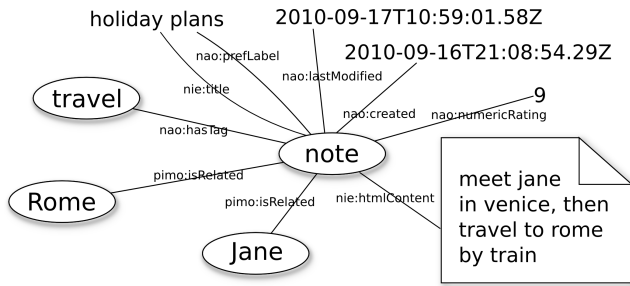 holiday plans
2010-09-17T10:59:01.58Z
2010-09-16T21:08:54.29Z
nao:prefLabel
nao:lastModified
nie:title
9
travel
nao:created
nao:numericRating
nao:hasTag
note
pimo:isRelated
Rome
pimo:isRelated
nie:htmlContent
Jane
meet jane
in venice, then
travel to rome
by train